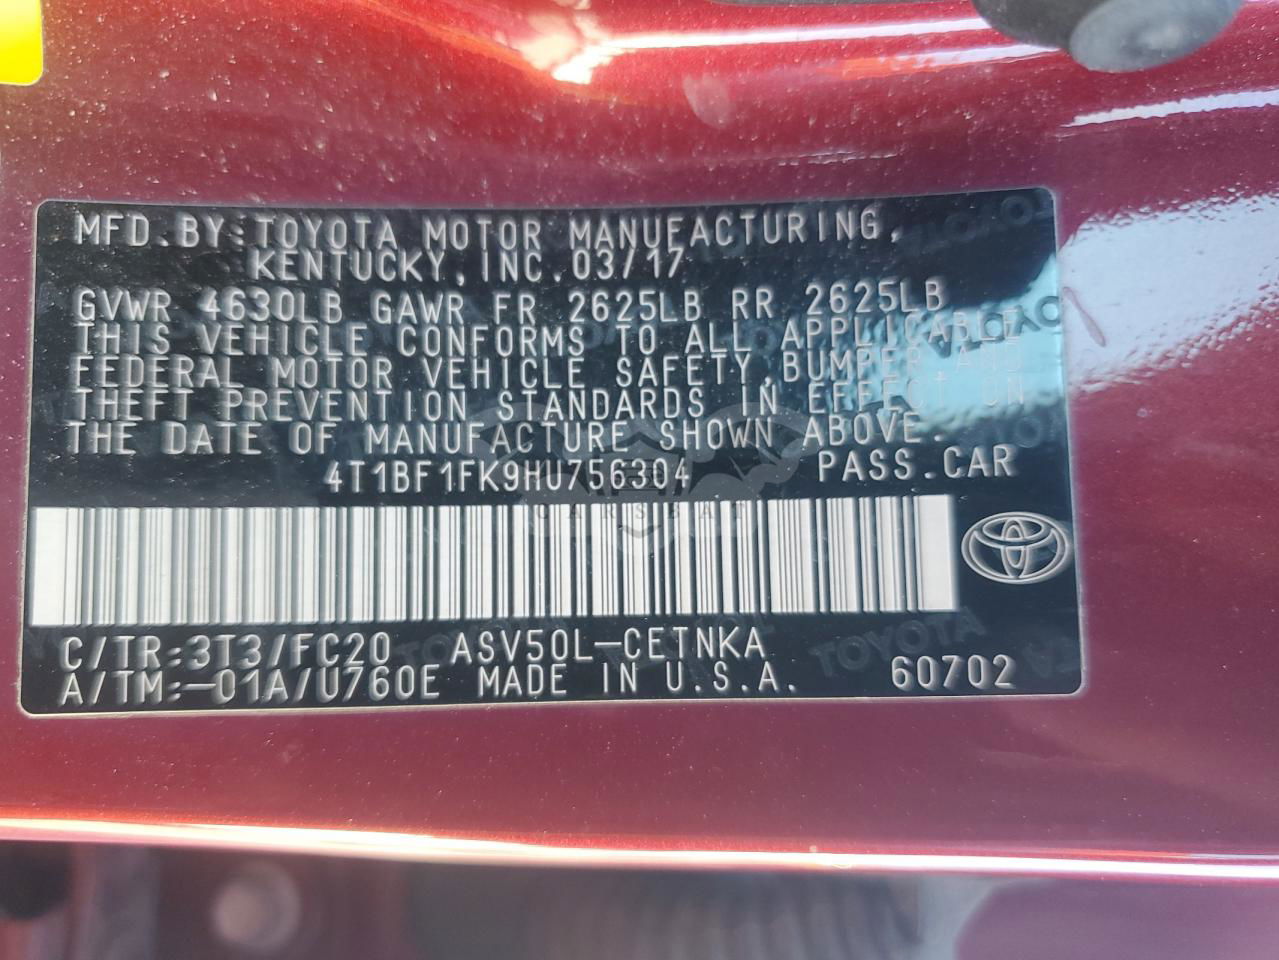 MFD.BY:TOYOTA MOTOR MANUFACTURING,
KENTUCKY,INC.03/17
GVWR 4630LB GAWR FR 2625LB RR 2625LB
THIS VEHICLE CONFORMS TO ALL APPLICABLE
FEDERAL MOTOR VEHICLE SAFETY,BUMPER,AND
THEFT PREVENTION STANDARDS IN EFFECT ON
THE DATE OF MANUFACTURE SHOWN ABOVE.
4T1BF1FK9HU756304 PASS.CAR
CARSBAT
C/TR:3T3/FC20 ASV50L-CETNKA
A/TM:-01A/U760E MADE IN U.S.A. 60702